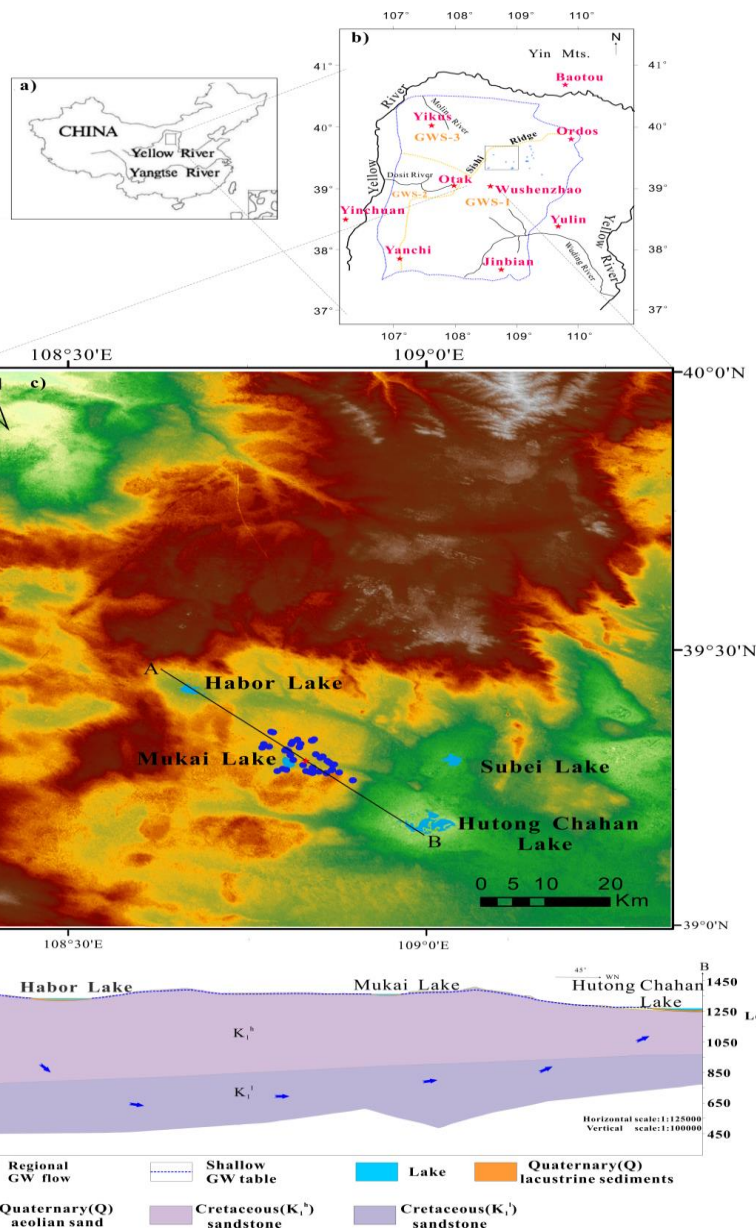 a)
CHINA
Yellow River
Yangtse River
107° 108° 109° 110°
b)
N
Yin Mts.
41°
41°
Baotou
River
Moling River
Yikus
40°
40°
GWS-3
Ordos
Ridge
Sishi
Yellow
Dosit River
Otak
39°
39°
GWS-2
Wushenzhao
GWS-1
Yinchuan
Yulin
38°
38°
Yanchi
Jinbian
Wuding River
Yellow River
37°
37°
107° 108° 109° 110°
108°30'E
109°0'E
c)
40°0'N
39°30'N
A
Habor Lake
Mukai Lake
Subei Lake
Hutong Chahan
Lake
B
0 5 10 20
Km
39°0'N
108°30'E
109°0'E
B
45° WN
Habor Lake
Mukai Lake
Hutong Chahan
Lake
1450
1250
1050
850
650
450
K₁ʰ
K₁ˡ
Horizontal scale:1:125000
Vertical scale:1:100000
Regional
GW flow
Shallow
GW table
Lake
Quaternary(Q)
lacustrine sediments
Quaternary(Q)
aeolian sand
Cretaceous(K₁ʰ)
sandstone
Cretaceous(K₁ˡ)
sandstone